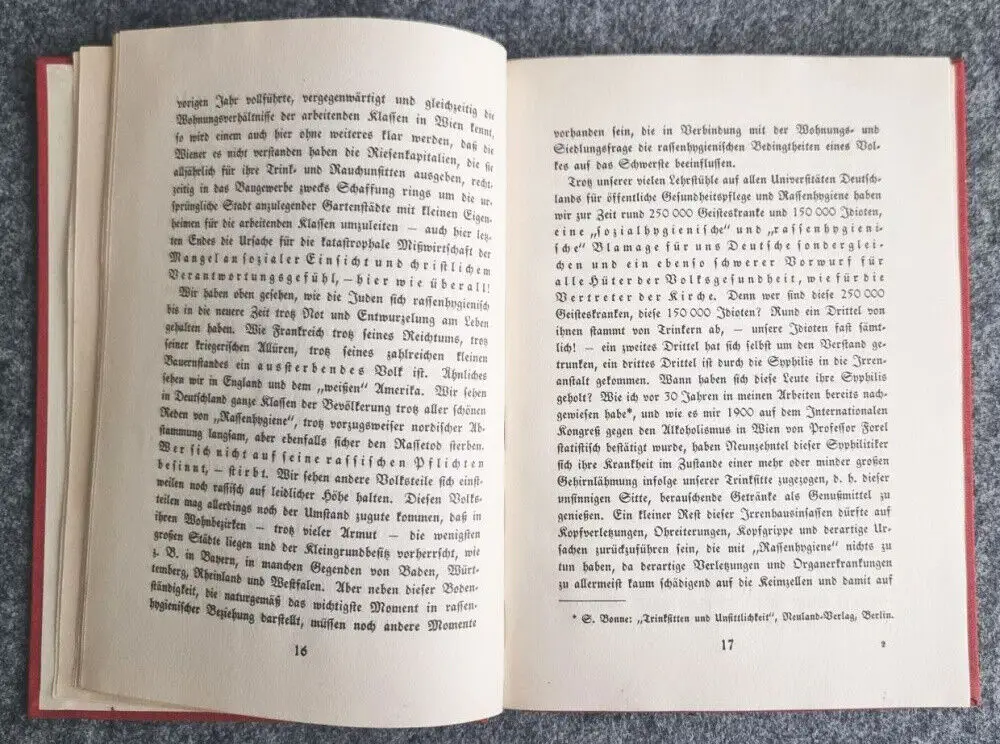 vorigen Jahr vollführte, vergegenwärtigt und gleichzeitig die
Wohnungsverhältnisse der arbeitenden Klassen in Wien kennt,
so wird einem auch hier ohne weiteres klar werden, daß die
Wiener es nicht verstanden haben die Riesenkapitalien, die sie
alljährlich für ihre Trink- und Rauchunsitten ausgeben, recht-
zeitig in das Baugewerbe zwecks Schaffung rings um die ur-
sprüngliche Stadt anzulegender Gartenstädte mit kleinen Eigen-
heimen für die arbeitenden Klassen umzuleiten — auch hier letz-
ten Endes die Ursache für die katastrophale Mißwirtschaft der
Mangel an sozialer Einsicht und christlichem
Verantwortungsgefühl, — hier wie überall!
Wir haben oben gesehen, wie die Juden sich rassenhygienisch
bis in die neuere Zeit trotz Not und Entwurzelung am Leben
gehalten haben. Wie Frankreich trotz seines Reichtums, trotz
seiner kriegerischen Allüren, trotz seines zahlreichen kleinen
Bauernstandes ein aussterbendes Volk ist. Ähnliches
sehen wir in England und dem „weißen“ Amerika. Wir sehen
in Deutschland ganze Klassen der Bevölkerung trotz aller schönen
Reden von „Rassenhygiene“, trotz vorzugsweiser nordischer Ab-
stammung langsam, aber ebenfalls sicher den Rassetod sterben.
Wer sich nicht auf seine rassischen Pflichten
besinnt, — stirbt. Wir sehen andere Volksteile sich einst-
weilen noch rassisch auf leidlicher Höhe halten. Diesen Volks-
teilen mag allerdings noch der Umstand zugute kommen, daß in
ihren Wohnbezirken — trotz vieler Armut — die wenigsten
großen Städte liegen und der Kleingrundbesitz vorherrscht, wie
z. B. in Bayern, in manchen Gegenden von Baden, Würt-
temberg, Rheinland und Westfalen. Aber neben dieser Boden-
ständigkeit, die naturgemäß das wichtigste Moment in rassen-
hygienischer Beziehung darstellt, müssen noch andere Momente
16
vorhanden sein, die in Verbindung mit der Wohnungs- und
Siedlungsfrage die rassenhygienischen Bedingtheiten eines Vol-
kes auf das Schwerste beeinflussen.
Trotz unserer vielen Lehrstühle auf allen Universitäten Deutsch-
lands für öffentliche Gesundheitspflege und Rassenhygiene haben
wir zur Zeit rund 250 000 Geisteskranke und 150 000 Idioten,
eine „sozialhygienische“ und „rassenhygieni-
sche“ Blamage für uns Deutsche sondergleichen
chen und ein ebenso schwerer Vorwurf für
alle Hüter der Volksgesundheit, wie für die
Vertreter der Kirche. Denn wer sind diese 250 000
Geisteskranken, diese 150 000 Idioten? Rund ein Drittel von
ihnen stammt von Trinkern ab, — unsere Idioten fast sämt-
lich! — ein zweites Drittel hat sich selbst um den Verstand ge-
trunken, ein drittes Drittel ist durch die Syphilis in die Irren-
anstalt gekommen. Wann haben sich diese Leute ihre Syphilis
geholt? Wie ich vor 30 Jahren in meinen Arbeiten bereits nach-
gewiesen habe*, und wie es mir 1900 auf dem Internationalen
Kongreß gegen den Alkoholismus in Wien von Professor Forel
statistisch bestätigt wurde, haben Neunzehntel dieser Syphilitiker
sich ihre Krankheit im Zustande einer mehr oder minder großen
Gehirnlähmung infolge unserer Trinksitte zugezogen, d. h. dieser
unsinnigen Sitte, berauschende Getränke als Genußmittel zu
genießen. Ein kleiner Rest dieser Irrenhausinsassen dürfte auf
Kopfverletzungen, Ohreiterungen, Kopfgrippe und derartige Ur-
sachen zurückzuführen sein, die mit „Rassenhygiene“ nichts zu
tun haben, da derartige Verletzungen und Organerkrankungen
zu allermeist kaum schädigend auf die Keimzellen und damit auf
* G. Bonne: „Trinksitten und Unsittlichkeit“, Neuland-Verlag, Berlin.
17
2